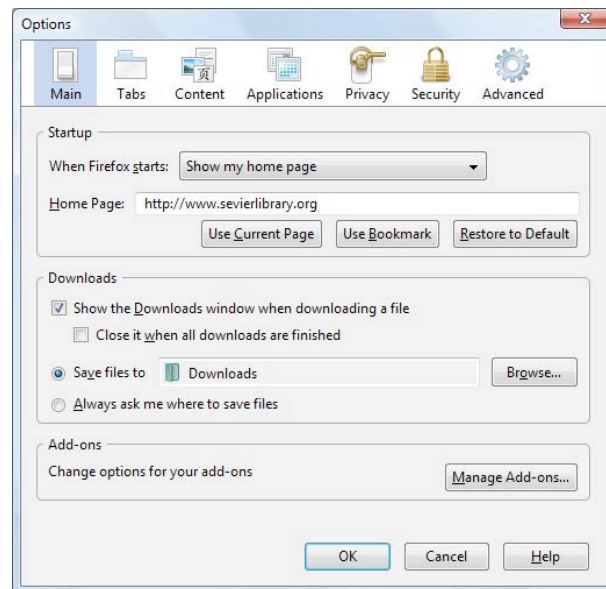 Options
Main Tabs Content Applications Privacy Security Advanced
Startup
When Firefox starts: Show my home page
Home Page: http://www.sevierlibrary.org
Use Current Page Use Bookmark Restore to Default
Downloads
Show the Downloads window when downloading a file
Close it when all downloads are finished
Save files to Downloads Browse...
Always ask me where to save files
Add-ons
Change options for your add-ons Manage Add-ons...
OK Cancel Help